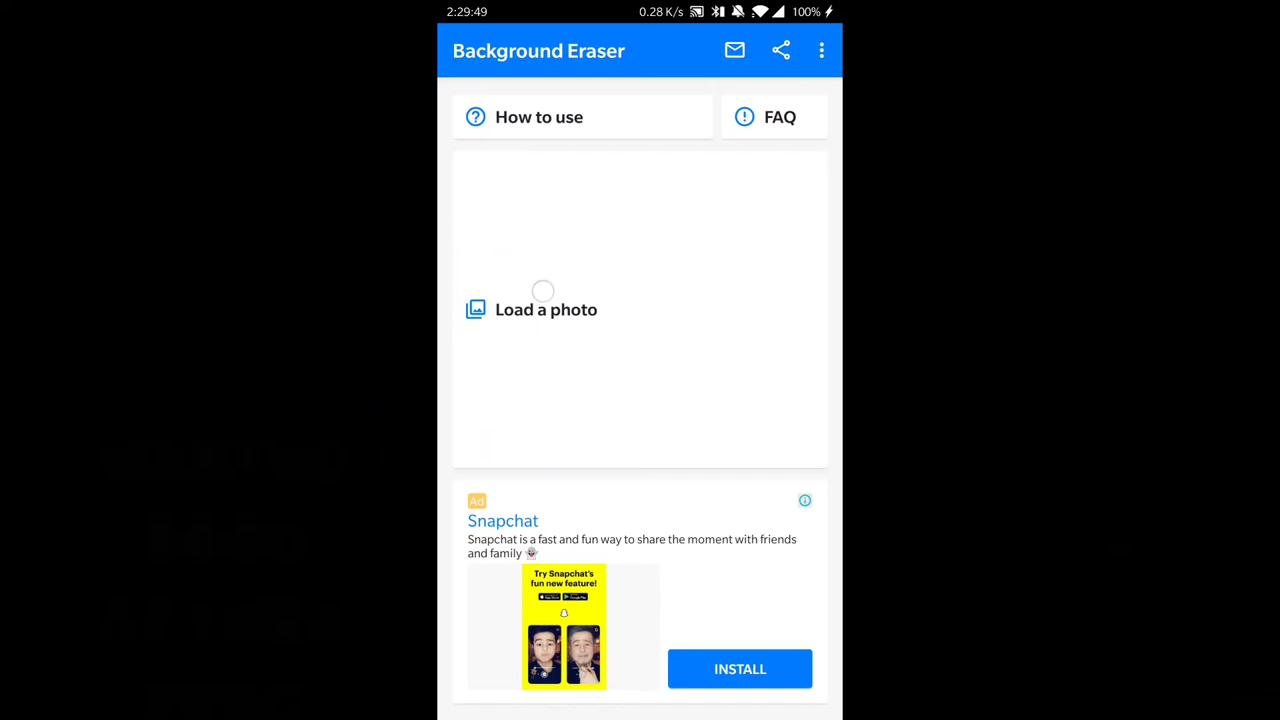 2:29:49 0.28 K/s 100%
Background Eraser
How to use
FAQ
Load a photo
Ad
Snapchat
Snapchat is a fast and fun way to share the moment with friends
and family 👻
Try Snapchat's
fun new feature!
INSTALL